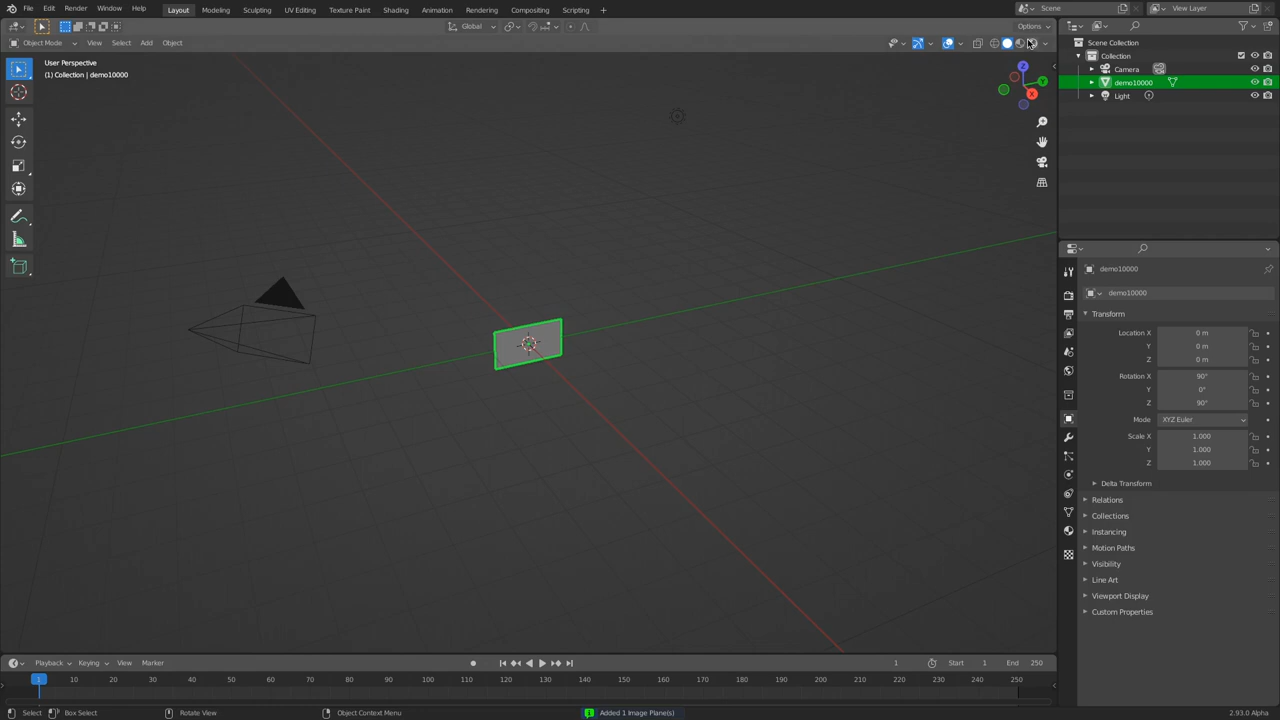 File Edit Render Window Help Layout Modeling Sculpting UV Editing Texture Paint Shading Animation Rendering Compositing Scripting + Scene View Layer
Global Options
Object Mode View Select Add Object
User Perspective
(1) Collection | demo10000
Z
Y
X
Scene Collection
Collection
Camera
demo10000
Light
demo10000
demo10000
Transform
Location X 0 m
Y 0 m
Z 0 m
Rotation X 90°
Y 0°
Z 90°
Mode XYZ Euler
Scale X 1.000
Y 1.000
Z 1.000
Delta Transform
Relations
Collections
Instancing
Motion Paths
Visibility
Line Art
Viewport Display
Custom Properties
Playback Keying View Marker 1 Start 1 End 250
1 10 20 30 40 50 60 70 80 90 100 110 120 130 140 150 160 170 180 190 200 210 220 230 240 250
Select Box Select Rotate View Object Context Menu Added 1 Image Plane(s) 2.93.0 Alpha